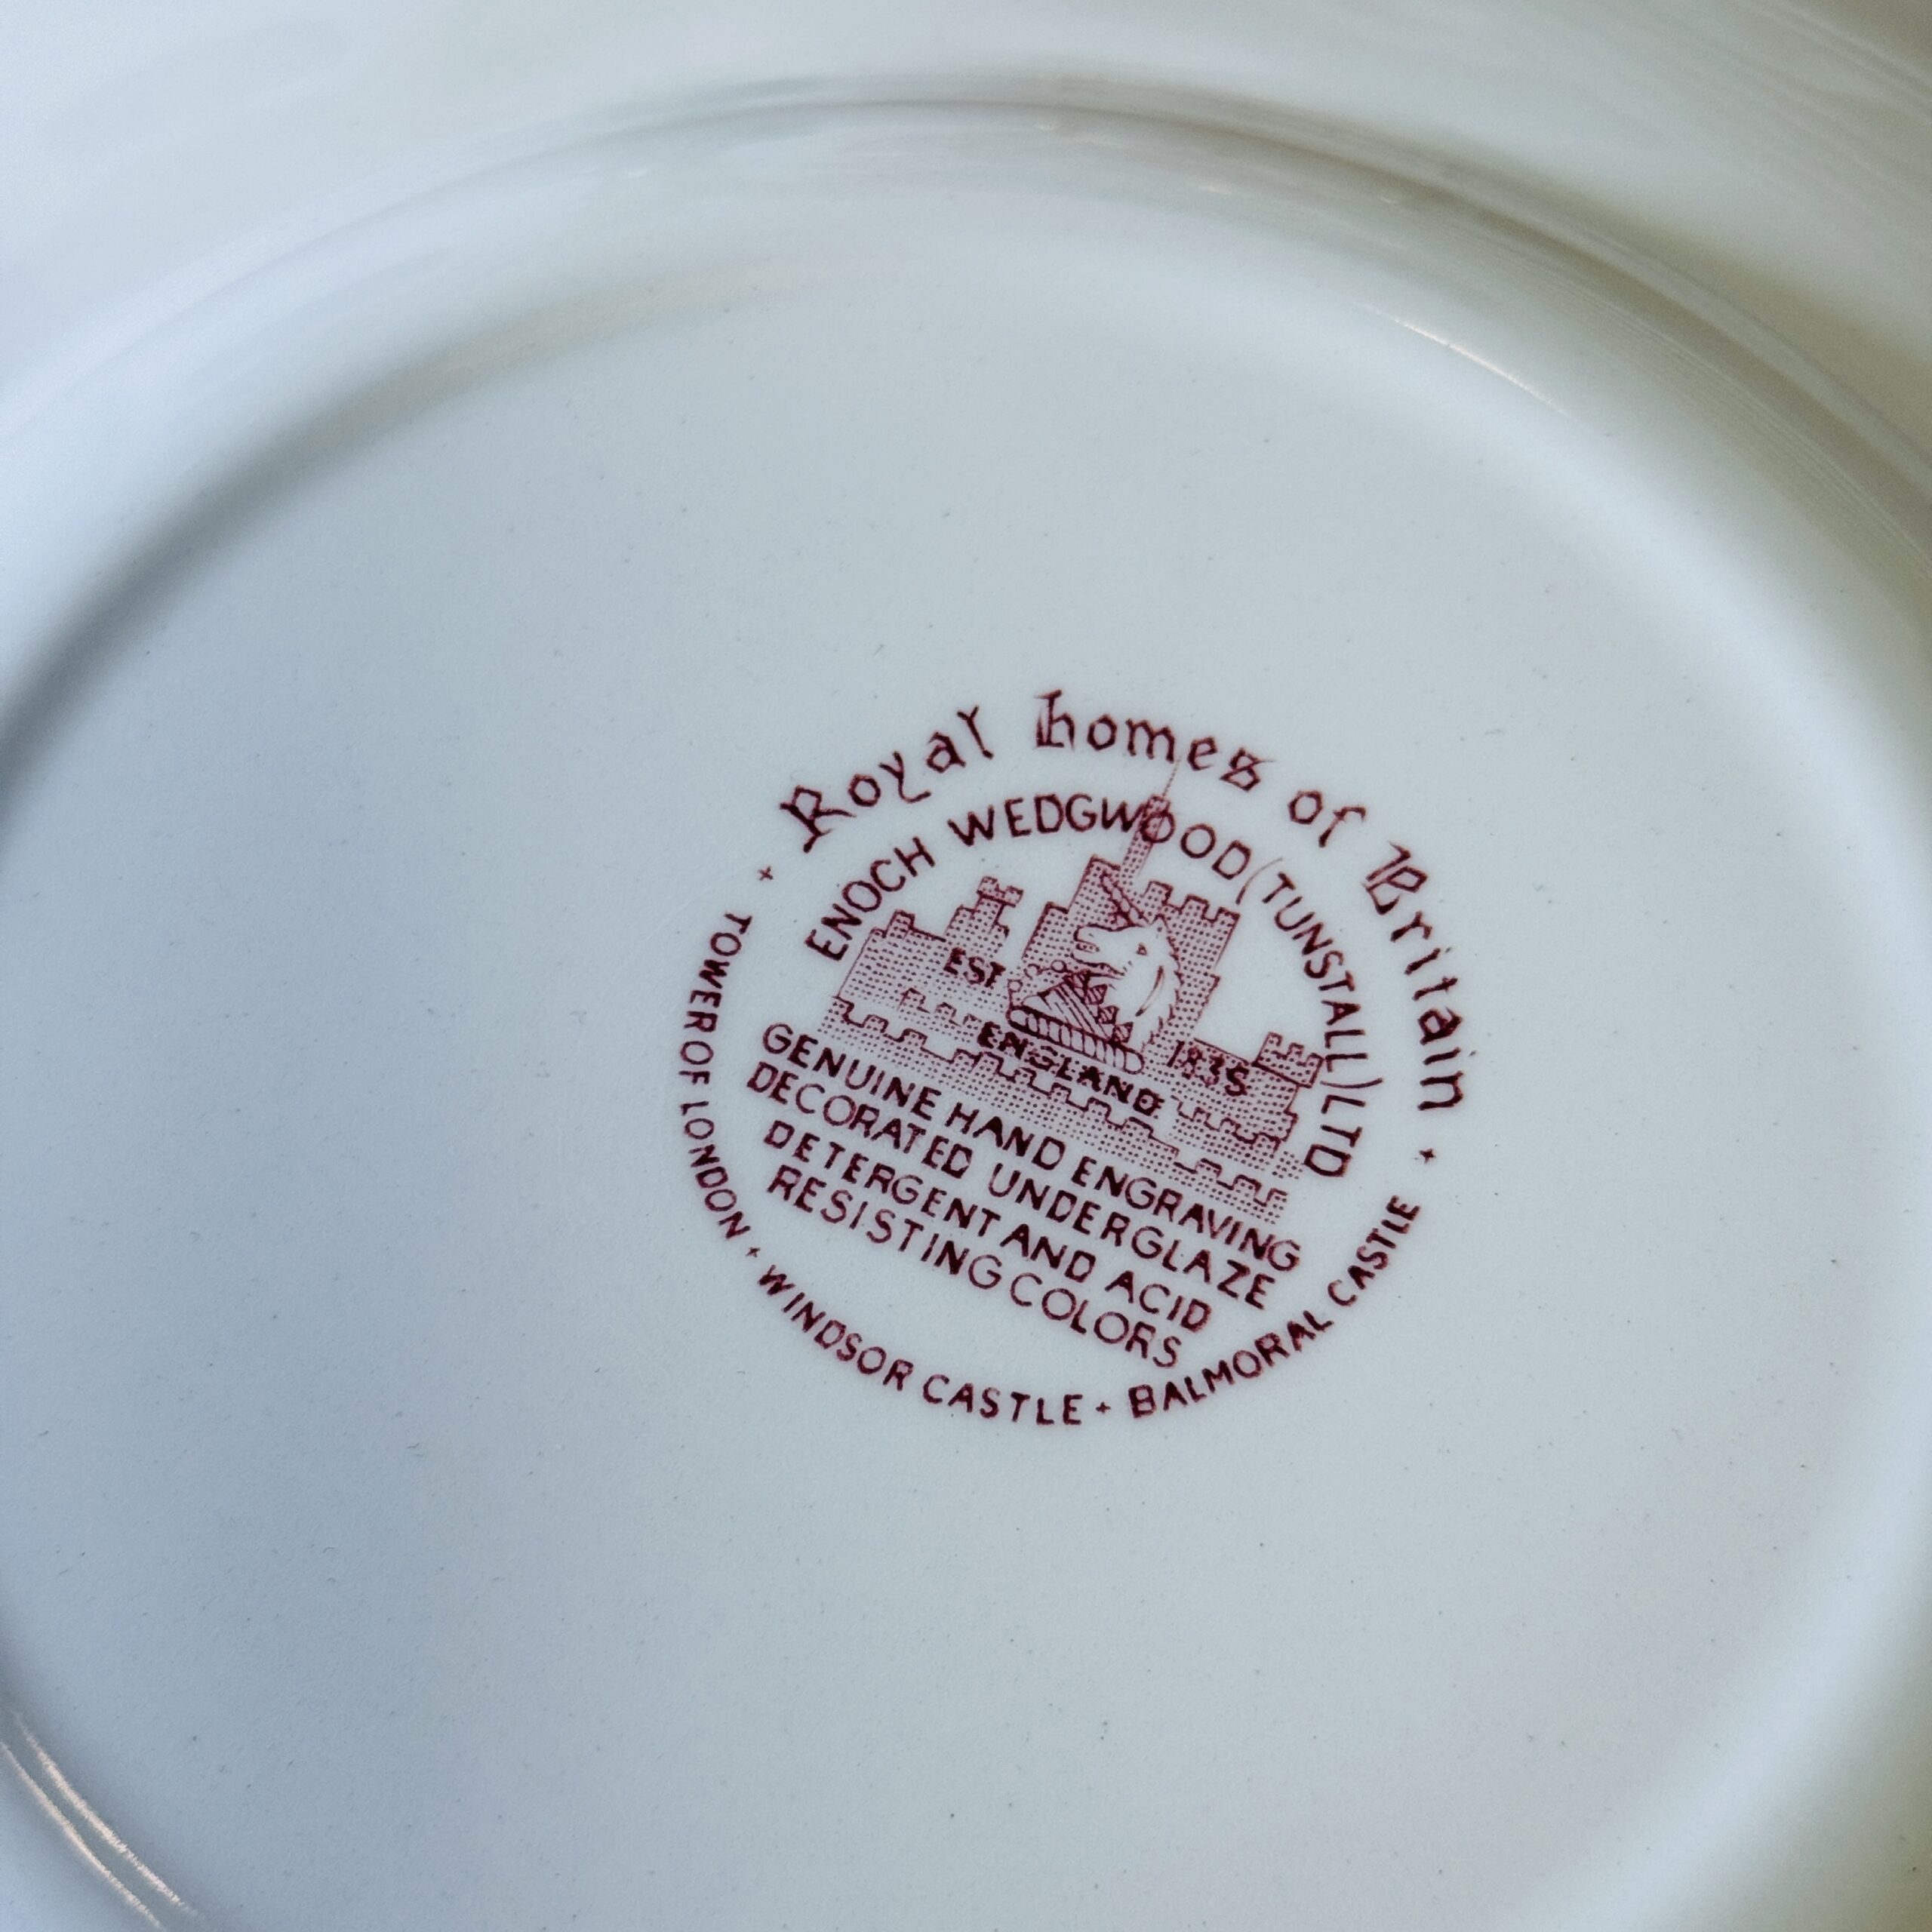 Royal Homes of Britain
ENOCH WEDGWOOD (TUNSTALL) LTD
EST 1835
ENGLAND
GENUINE HAND ENGRAVING
DECORATED UNDERGLAZE
DETERGENT AND ACID
RESISTING COLORS
TOWER OF LONDON + WINDSOR CASTLE + BALMORAL CASTLE